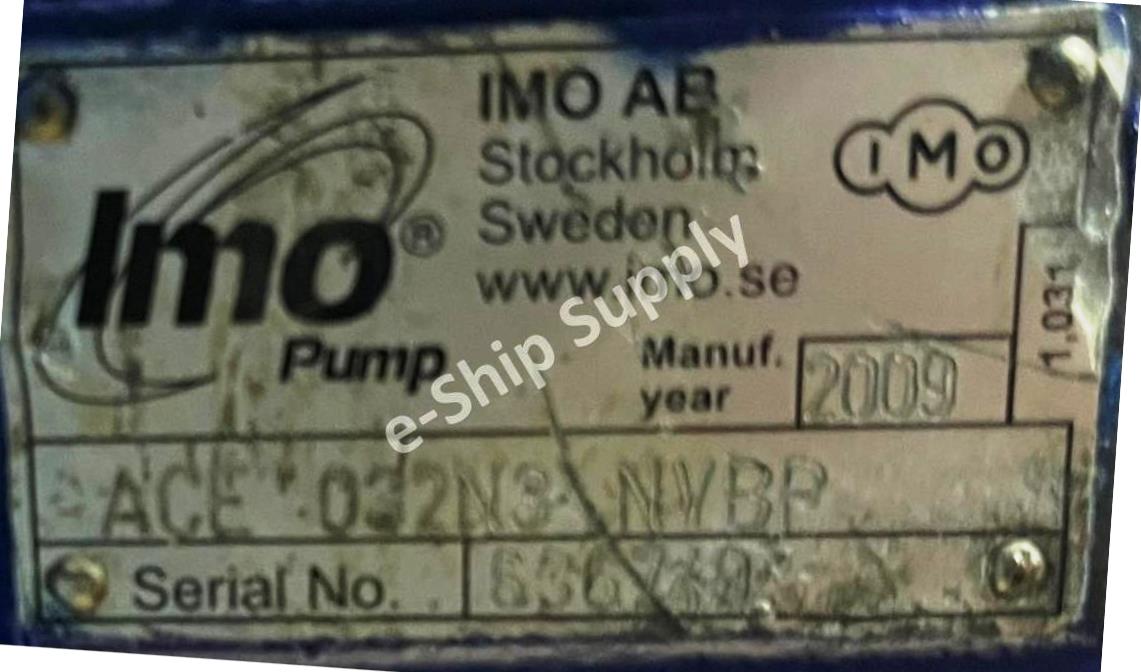 Imo®
Pump
IMO AB
Stockholm
Sweden
www.imo.se
IMO
Manuf.
year
2009
1,031
ACE 032N3 NVBP
Serial No.
e-Ship Supply